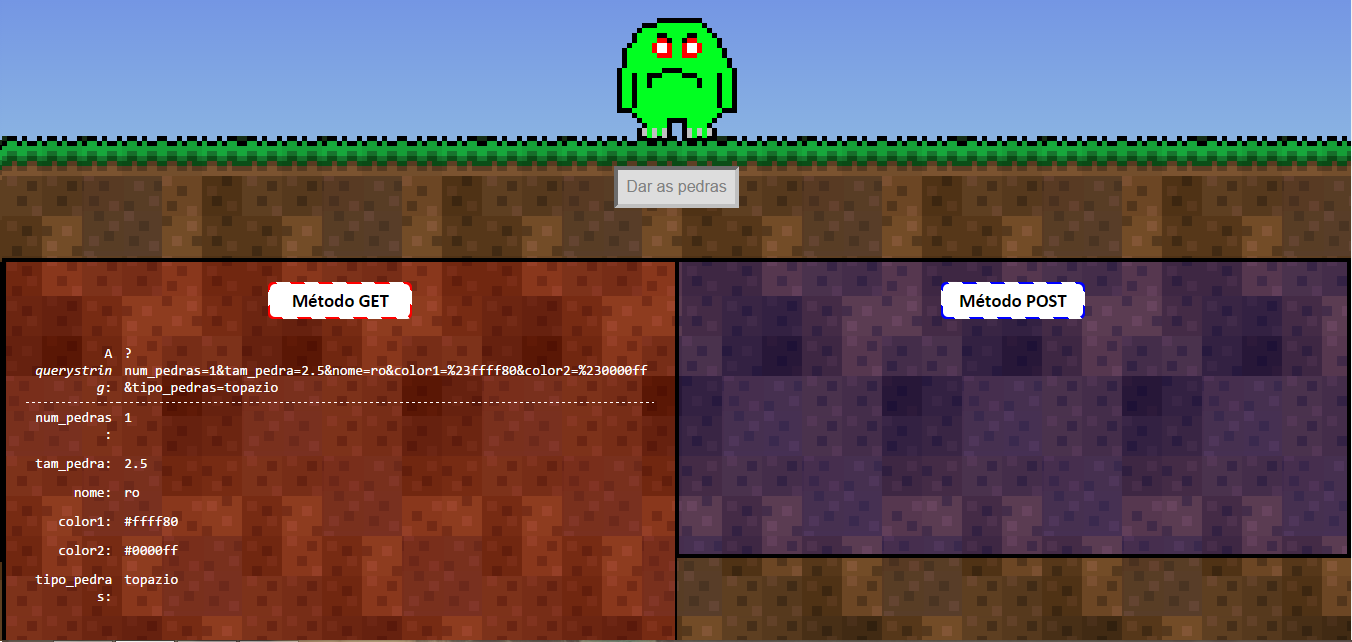 Dar as pedras
Método GET
Método POST
A
querystrin
g:
?
num_pedras=1&tam_pedra=2.5&nome=ro&color1=%23ffff80&color2=%230000ff
&tipo_pedras=topazio
num_pedras
:
1
tam_pedra: 2.5
nome: ro
color1: #ffff80
color2: #0000ff
tipo_pedra
s:
topazio